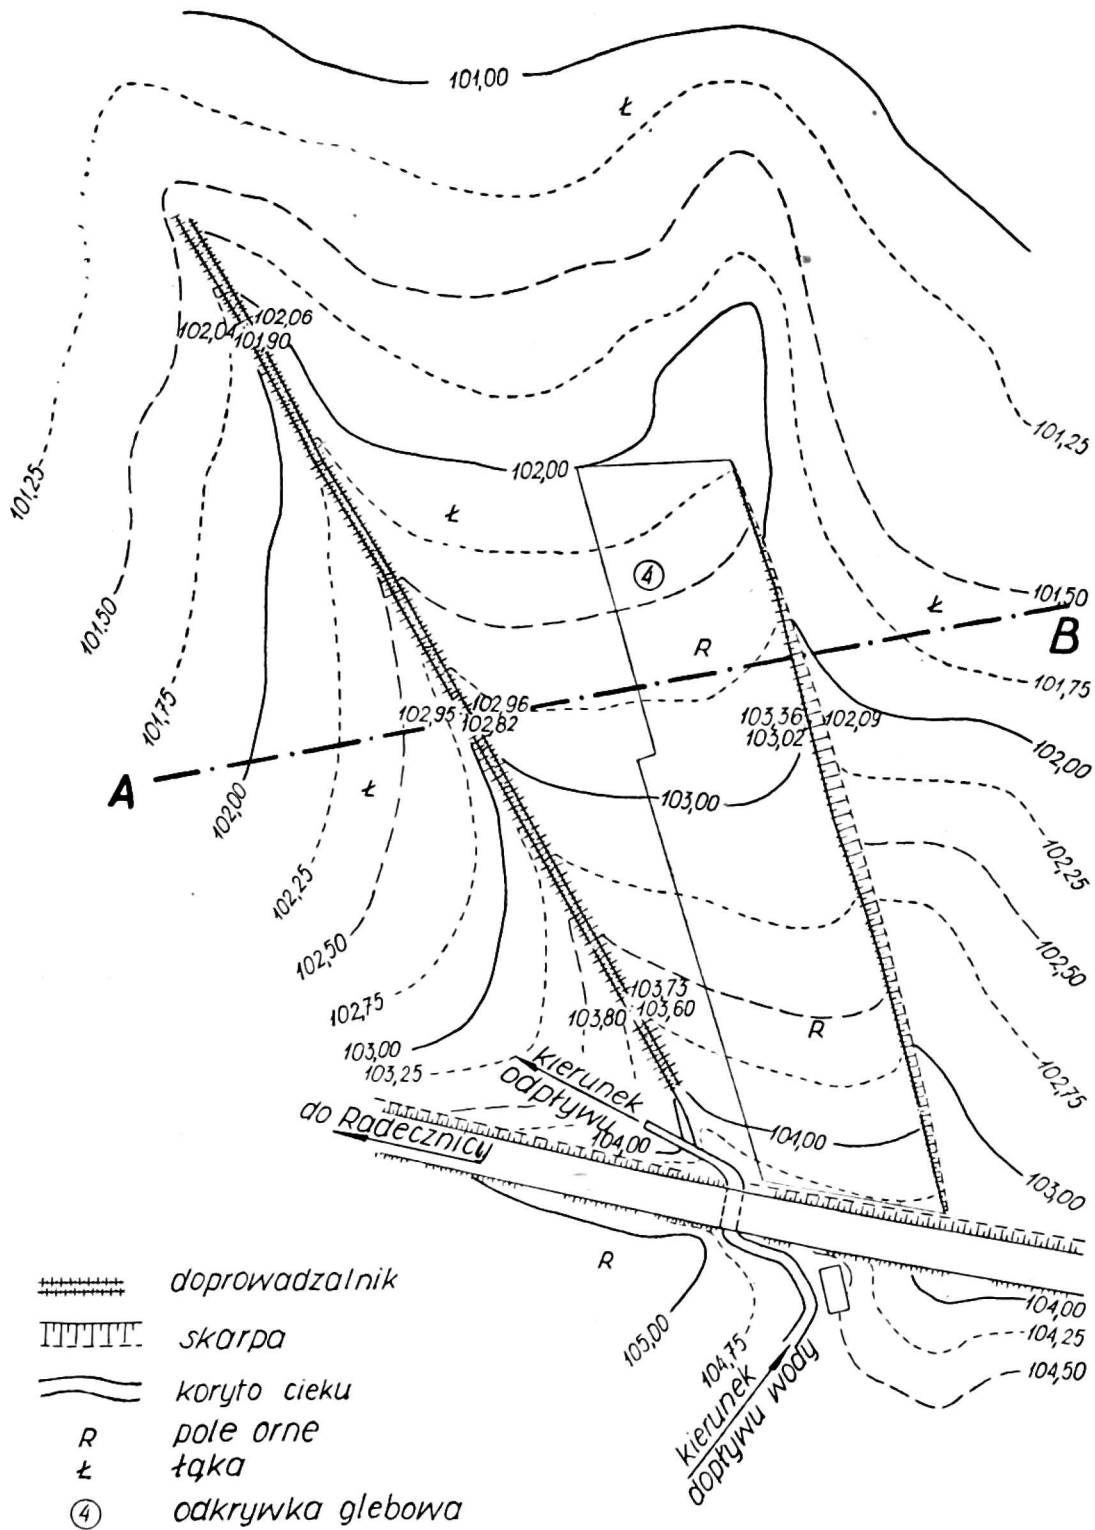 101,00
Ł
102,04
102,06
101,90
101,25
101,25
102,00
Ł
4
101,50
101,50
Ł
R
B
101,75
101,75
102,95
102,96
102,82
103,36
102,09
103,02
102,00
A
Ł
102,00
103,00
102,25
102,25
102,50
102,50
102,75
103,73
103,60
103,80
R
103,00
103,25
102,75
kierunek
odpływu
do Radecznicy
104,00
104,00
103,00
R
105,00
104,75
104,00
104,25
104,50
kierunek
dopływu wody
doprowadzalnik
skarpa
koryto cieku
R pole orne
Ł łąka
4 odkrywka glebowa